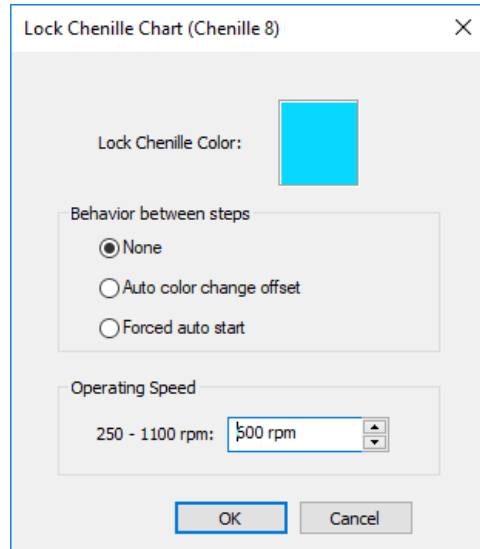 Lock Chenille Chart (Chenille 8)
Lock Chenille Color:
Behavior between steps
None
Auto color change offset
Forced auto start
Operating Speed
250 - 1100 rpm: 500 rpm
OK Cancel